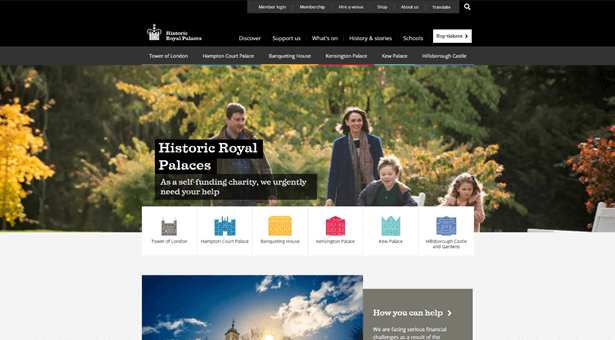 Member login Membership Hire a venue Shop About us Translate
Historic
Royal Palaces
Discover Support us What's on History & stories Schools Buy tickets
Tower of London Hampton Court Palace Banqueting House Kensington Palace Kew Palace Hillsborough Castle
Historic Royal
Palaces
As a self-funding charity, we urgently
need your help
Tower of London Hampton Court Palace Banqueting House Kensington Palace Kew Palace Hillsborough Castle
and Gardens
How you can help
We are facing serious financial
challenges as a result of the